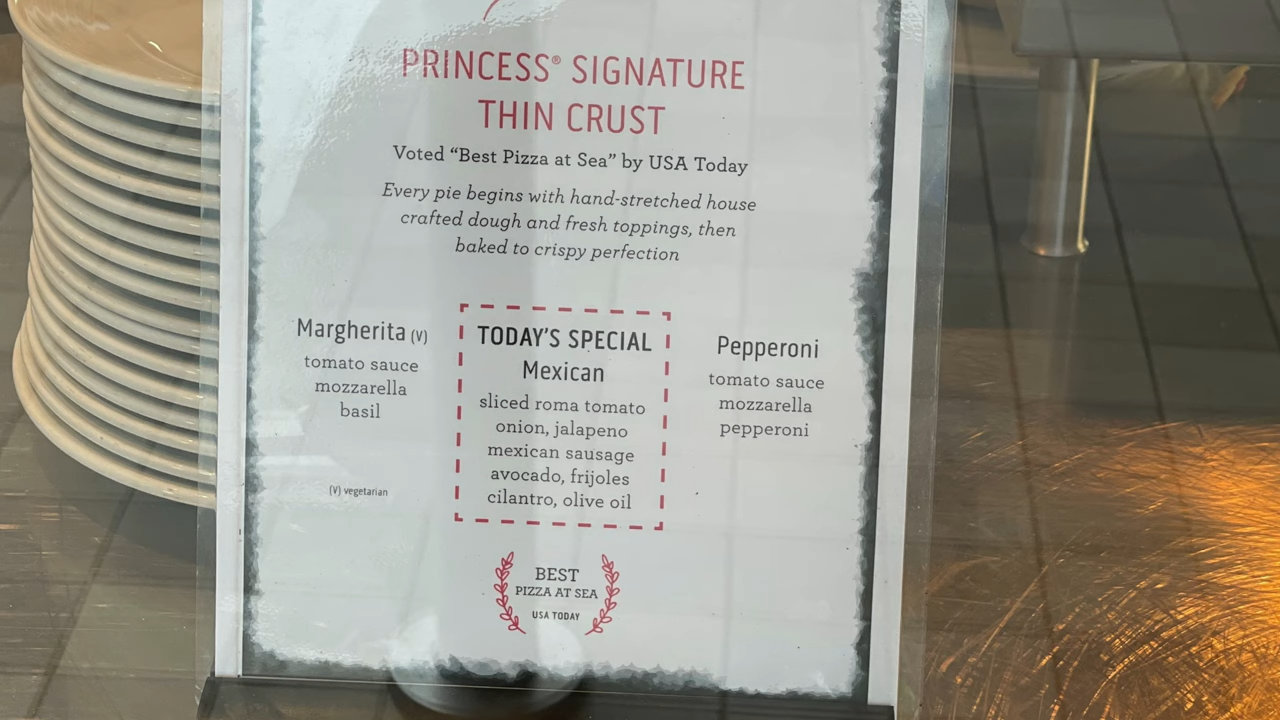 PRINCESS® SIGNATURE
THIN CRUST
Voted “Best Pizza at Sea” by USA Today
Every pie begins with hand-stretched house
crafted dough and fresh toppings, then
baked to crispy perfection
Margherita (V)
tomato sauce
mozzarella
basil
(V) vegetarian
TODAY'S SPECIAL
Mexican
sliced roma tomato
onion, jalapeno
mexican sausage
avocado, frijoles
cilantro, olive oil
Pepperoni
tomato sauce
mozzarella
pepperoni
BEST
PIZZA AT SEA
USA TODAY